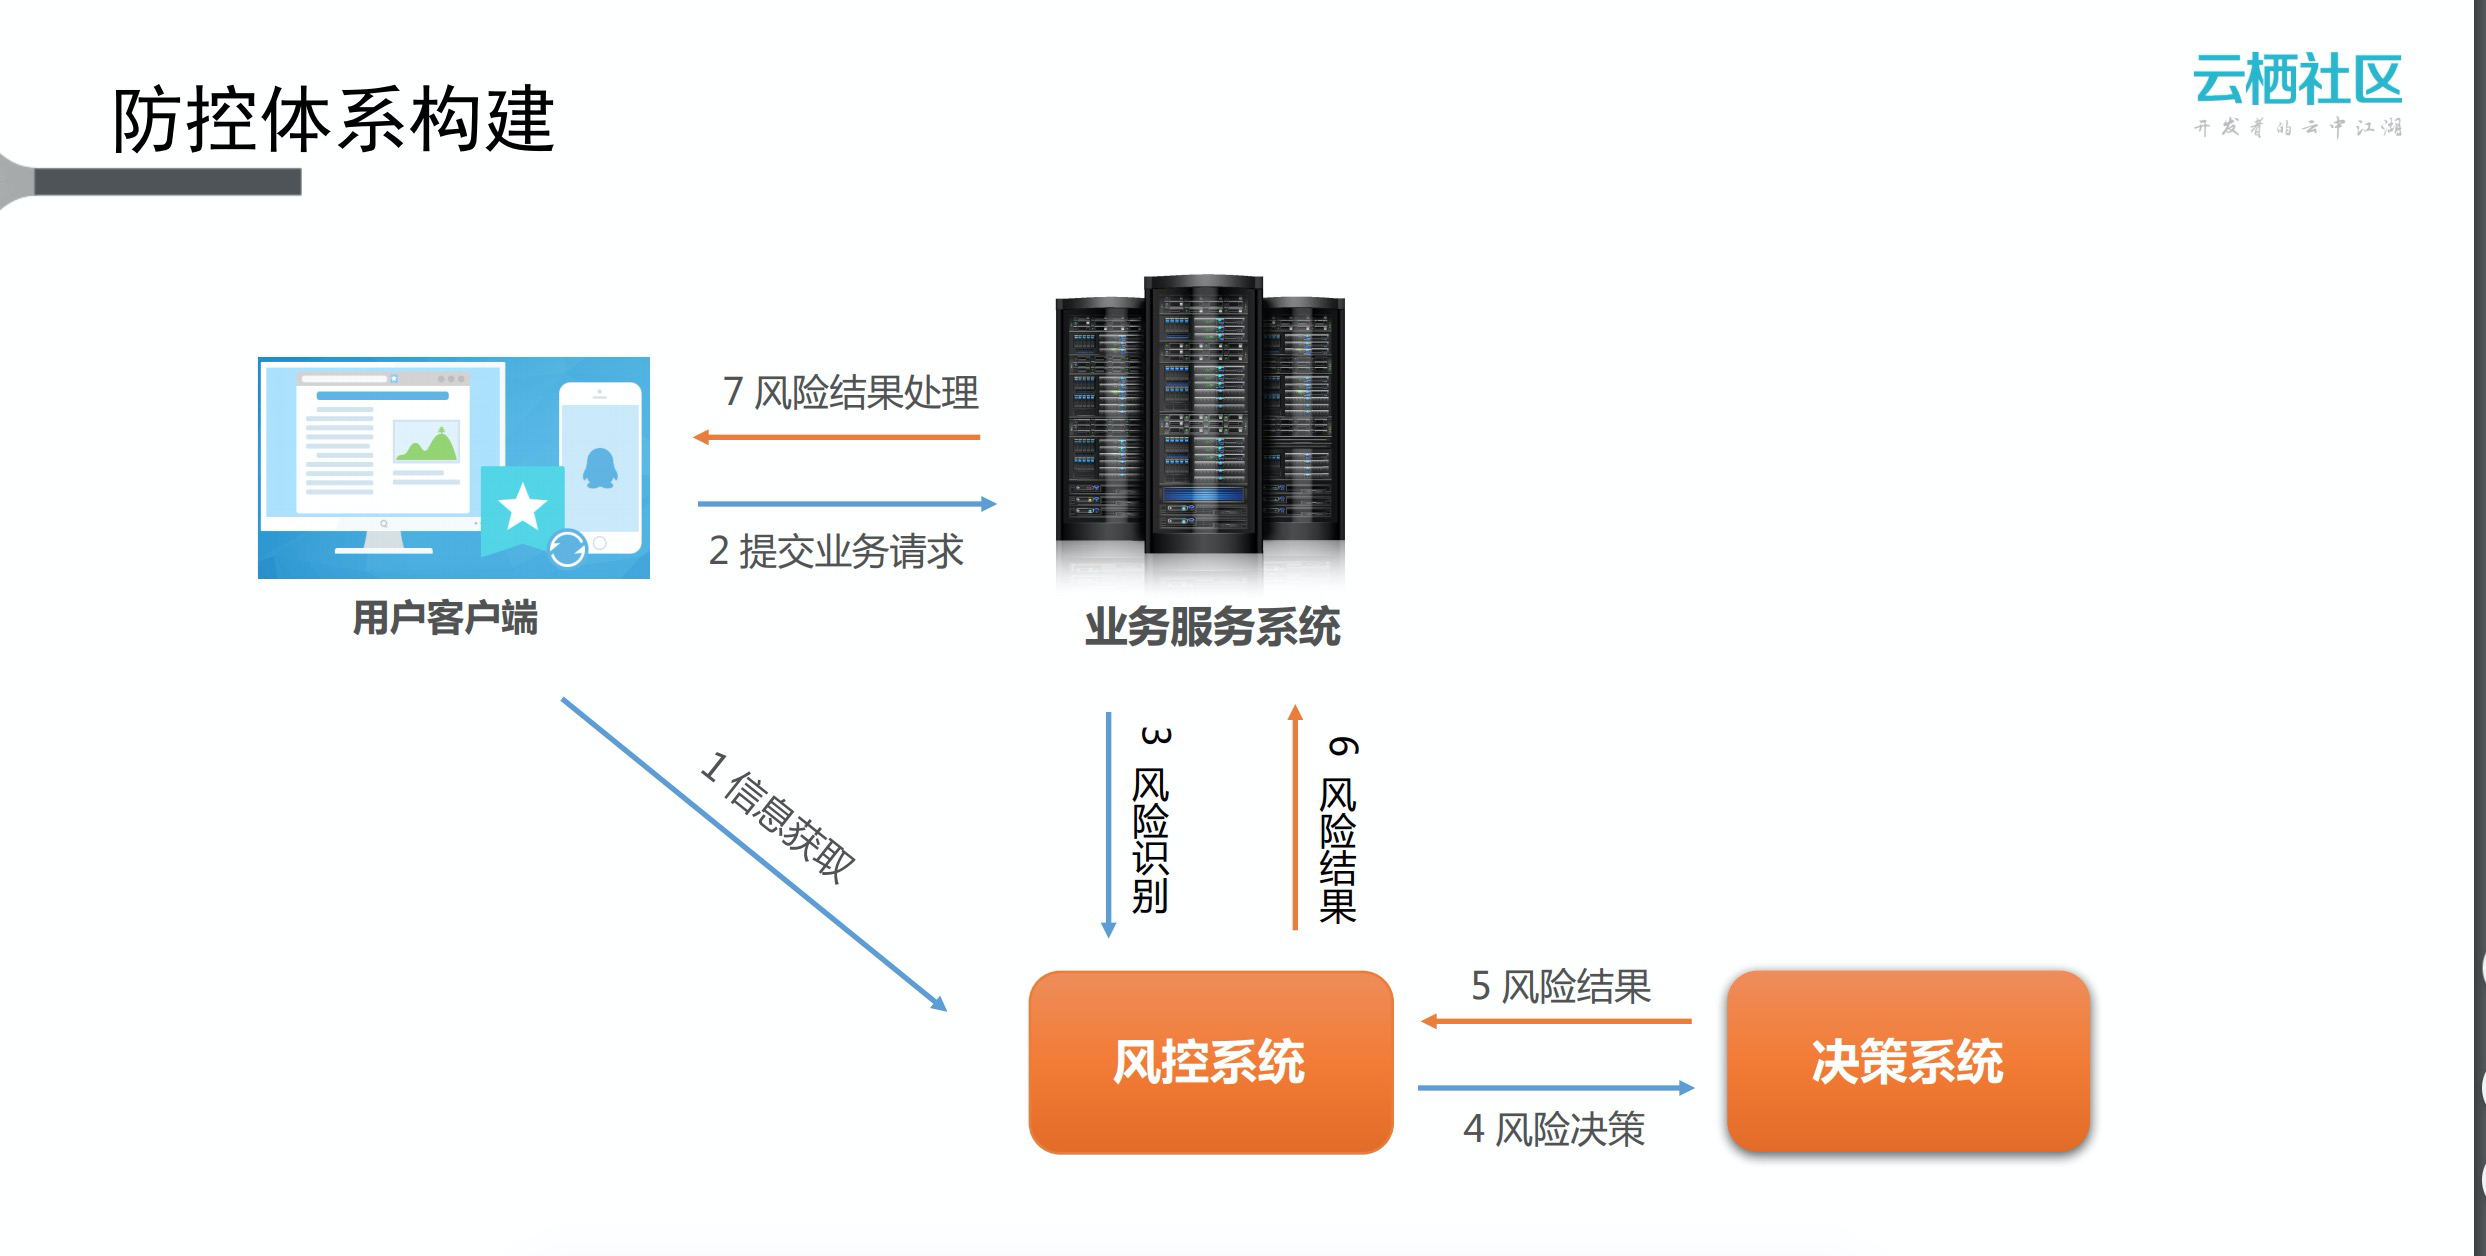 防控体系构建
云栖社区
开发者的云中江湖
7 风险结果处理
2 提交业务请求
用户客户端
业务服务系统
1 信息获取
3 风险识别
6 风险结果
5 风险结果
风控系统
决策系统
4 风险决策